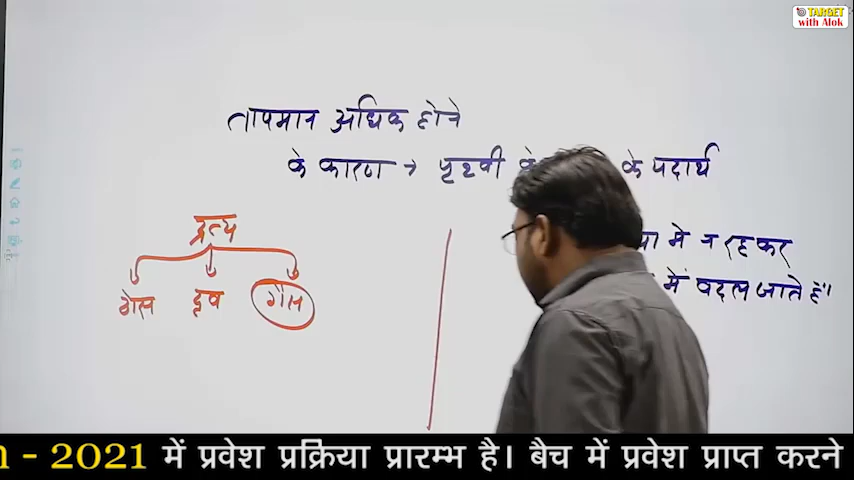 TARGET
with Alok
तापमान अधिक होने
के कारण → पृथ्वी के के पदार्थ
में न रहकर
में बदल जाते हैं।
द्रव्य
ठोस द्रव गैस
- 2021 में प्रवेश प्रक्रिया प्रारम्भ है। बैच में प्रवेश प्राप्त करने